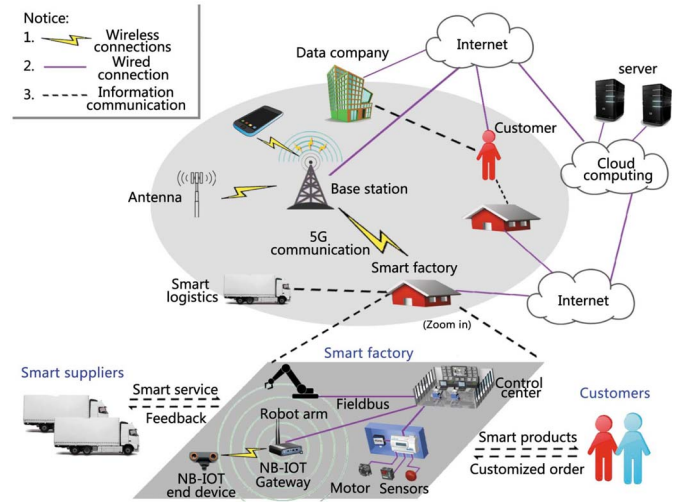 Notice:
1. Wireless
connections
2. Wired
connection
3. Information
communication
Data company
Internet
server
Customer
Cloud
computing
Antenna
Base station
5G
communication
Smart factory
Smart
logistics
(Zoom in)
Internet
Smart factory
Smart suppliers
Smart service
Feedback
Robot arm
Fieldbus
Control
center
Customers
NB-IOT
end device
NB-IOT
Gateway
Motor
Sensors
Smart products
Customized order